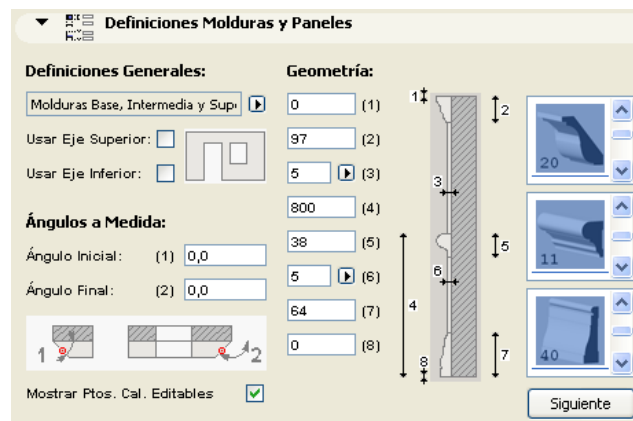 Definiciones Molduras y Paneles
Definiciones Generales:
Molduras Base, Intermedia y Sup
Usar Eje Superior:
Usar Eje Inferior:
Ángulos a Medida:
Ángulo Inicial: (1) 0,0
Ángulo Final: (2) 0,0
1 2
Mostrar Ptos. Cal. Editables
Geometría:
0 (1)
97 (2)
5 (3)
800 (4)
38 (5)
5 (6)
64 (7)
0 (8)
1 2
3
5
6
4
7
8
20
11
40
Siguiente